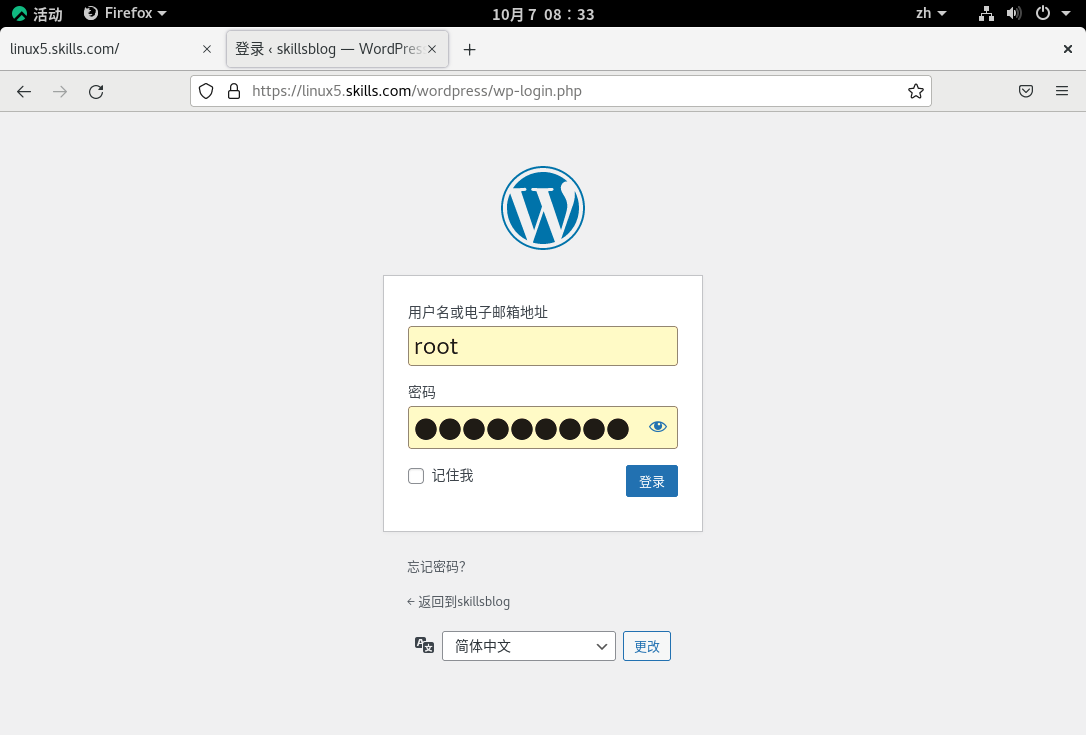 活动 Firefox 10月 7 08：33 zh
linux5.skills.com/ 登录 ‹ skillsblog — WordPres
https://linux5.skills.com/wordpress/wp-login.php
用户名或电子邮箱地址
root
密码
记住我 登录
忘记密码？
← 返回到skillsblog
简体中文 更改